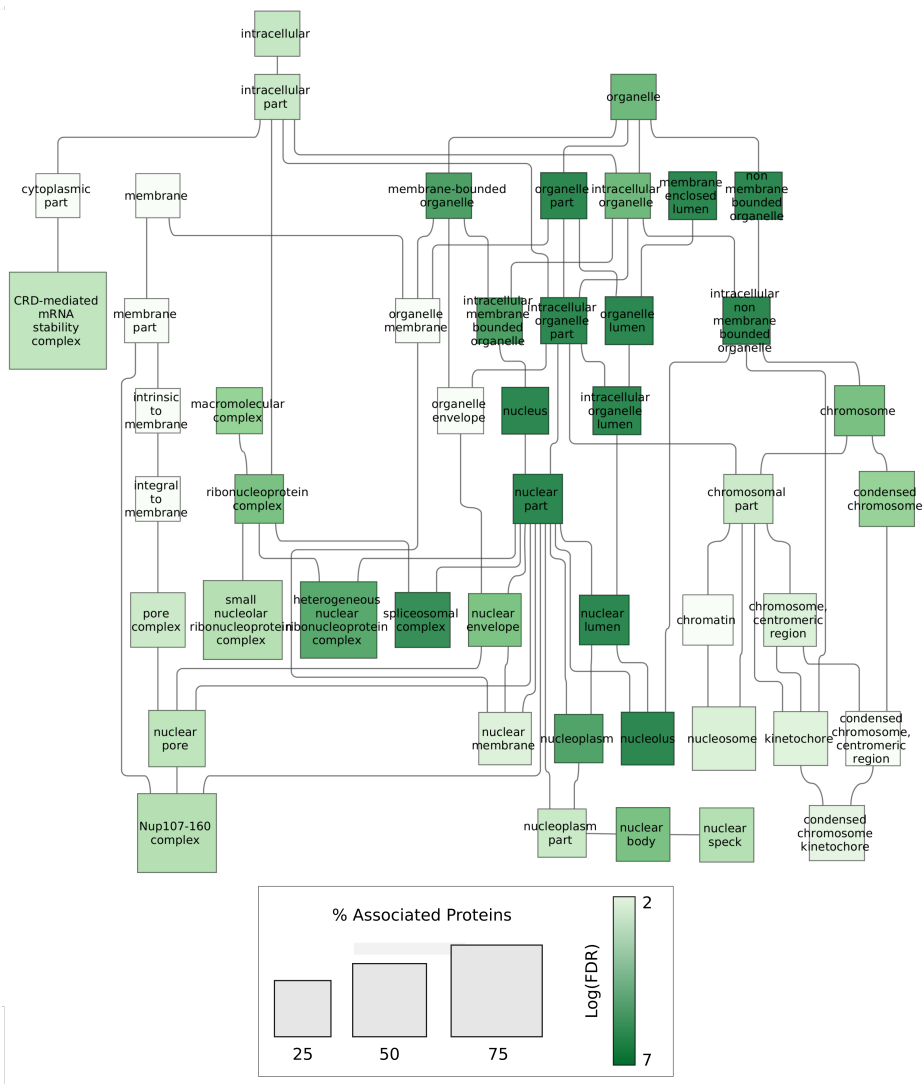 intracellular
intracellular
part
organelle
cytoplasmic
part
membrane
membrane-bounded
organelle
organelle
part
intracellular
organelle
membrane
enclosed
lumen
non
membrane
bounded
organelle
CRD-mediated
mRNA
stability
complex
membrane
part
organelle
membrane
intracellular
membrane
bounded
organelle
intracellular
organelle
part
organelle
lumen
intracellular
non
membrane
bounded
organelle
intrinsic
to
membrane
macromolecular
complex
organelle
envelope
nucleus
intracellular
organelle
lumen
chromosome
integral
to
membrane
ribonucleoprotein
complex
nuclear
part
chromosomal
part
condensed
chromosome
pore
complex
small
nucleolar
ribonucleoprotein
complex
heterogeneous
nuclear
ribonucleoprotein
complex
spliceosomal
complex
nuclear
envelope
nuclear
lumen
chromatin
chromosome,
centromeric
region
nuclear
pore
nuclear
membrane
nucleoplasm
nucleolus
nucleosome
kinetochore
condensed
chromosome,
centromeric
region
Nup107-160
complex
nucleoplasm
part
nuclear
body
nuclear
speck
condensed
chromosome
kinetochore
% Associated Proteins
25
50
75
Log(FDR)
2
7